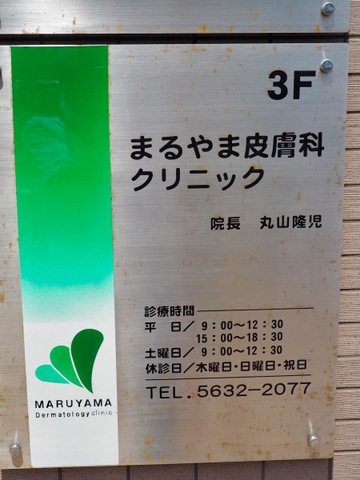 3F
まるやま皮膚科
クリニック
院長 丸山隆児
診療時間
平 日/ 9:00〜12:30
15:00〜18:30
土曜日/ 9:00〜12:30
休診日/木曜日・日曜日・祝日
TEL. 5632-2077
MARUYAMA
Dermatology clinic